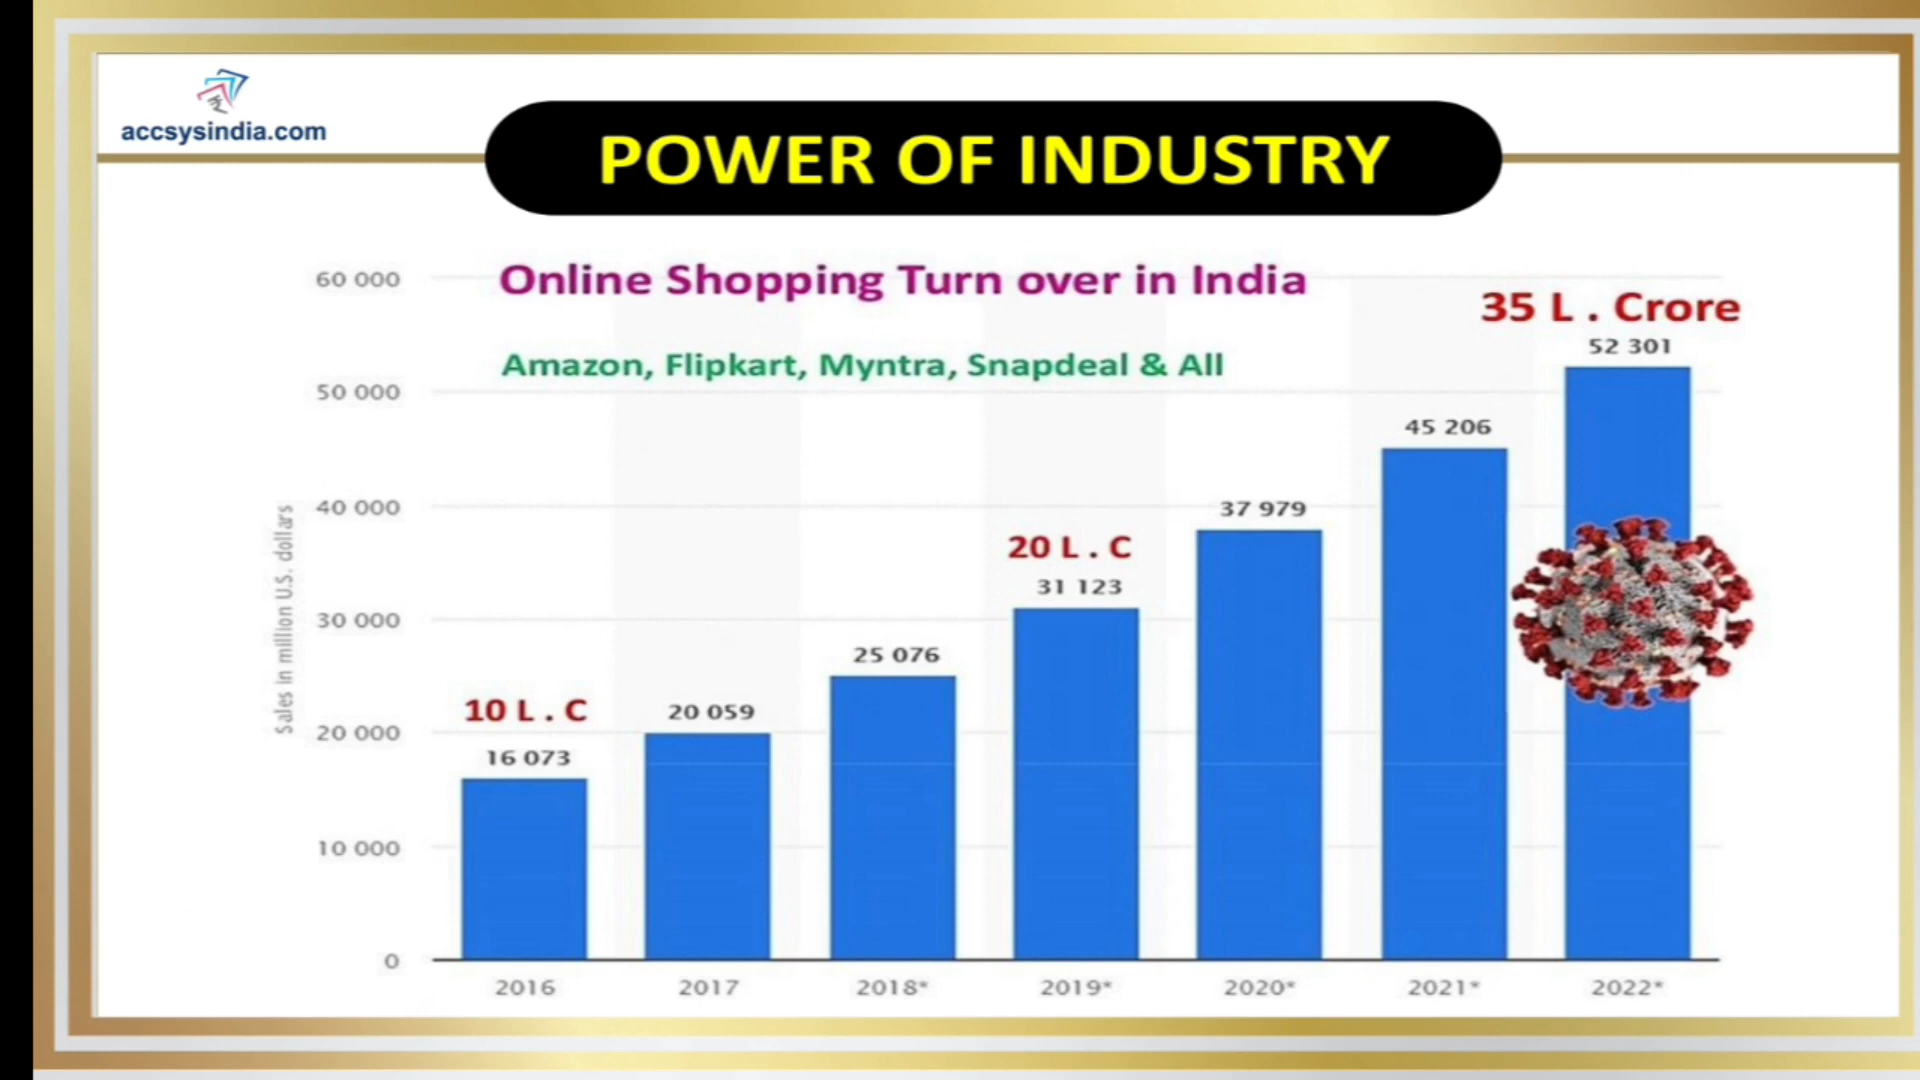 accsysindia.com
POWER OF INDUSTRY
Online Shopping Turn over in India
Amazon, Flipkart, Myntra, Snapdeal & All
Sales in million U.S. dollars
60 000
50 000
40 000
30 000
20 000
10 000
0
10 L . C
16 073
20 059
25 076
20 L . C
31 123
37 979
45 206
35 L . Crore
52 301
2016 2017 2018* 2019* 2020* 2021* 2022*